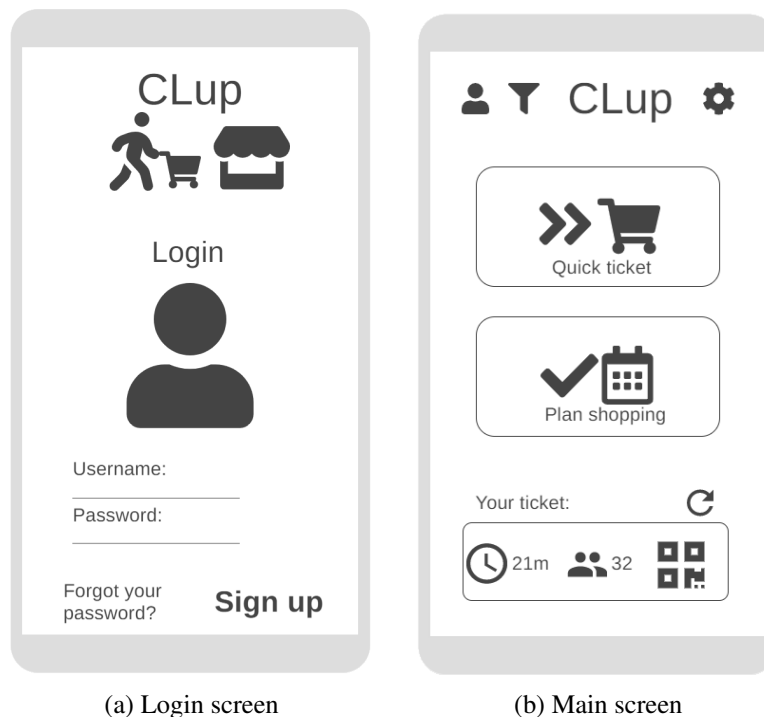 CLup
Login
Username:
Password:
Forgot your
password?
Sign up
(a) Login screen
CLup
Quick ticket
Plan shopping
Your ticket:
21m
32
(b) Main screen